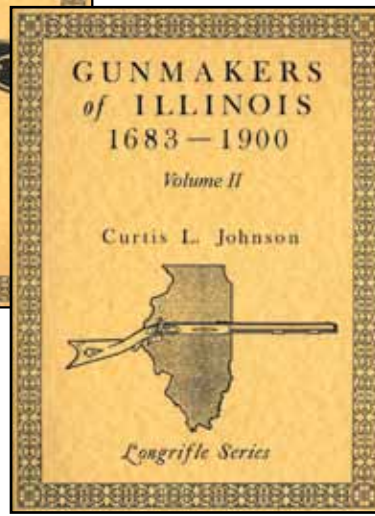 GUNMAKERS
of ILLINOIS
1683 — 1900
Volume II
Curtis L. Johnson
Longrifle Series